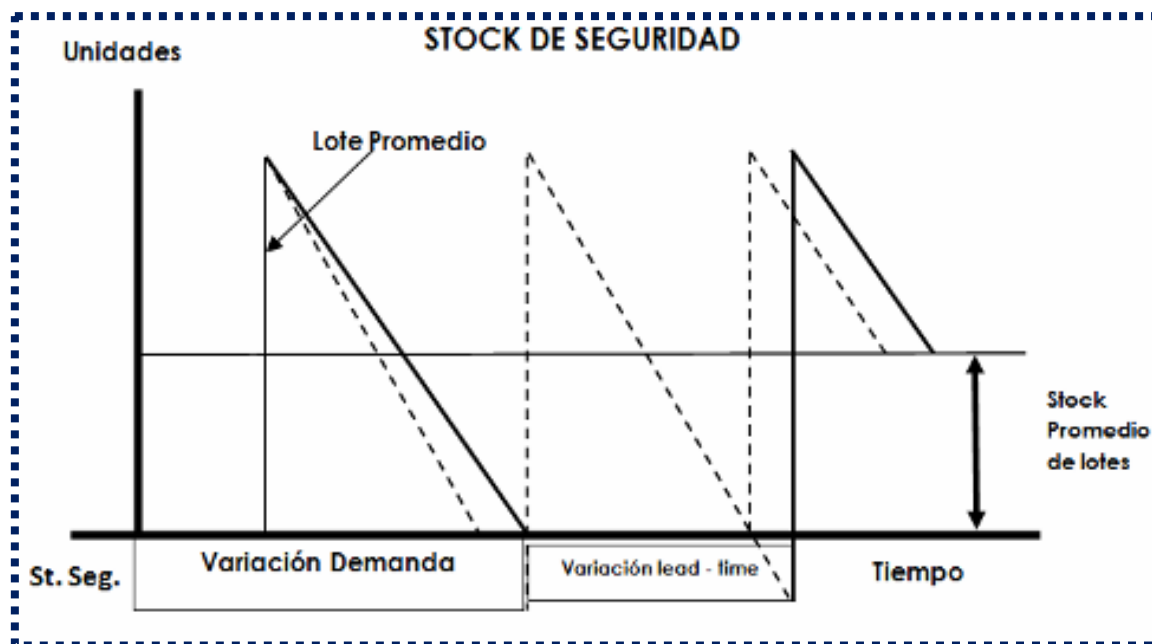 STOCK DE SEGURIDAD
Unidades
Lote Promedio
Stock
Promedio
de lotes
St. Seg.
Variación Demanda
Variación lead - time
Tiempo